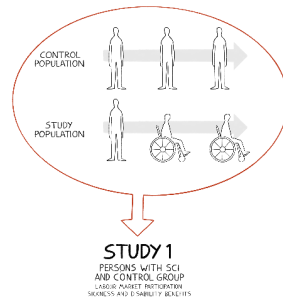 CONTROL
POPULATION
STUDY
POPULATION
STUDY 1
PERSONS WITH SCI
AND CONTROL GROUP
LABOUR MARKET PARTICIPATION
SICKNESS AND DISABILITY BENEFITS